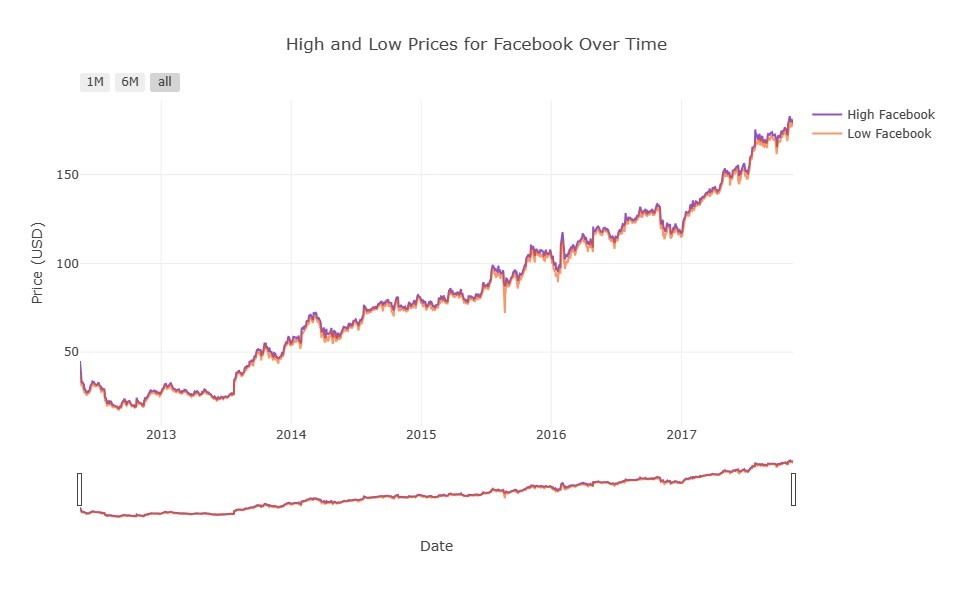 High and Low Prices for Facebook Over Time
1M 6M all
High Facebook
Low Facebook
150
100
50
Price (USD)
2013 2014 2015 2016 2017
Date